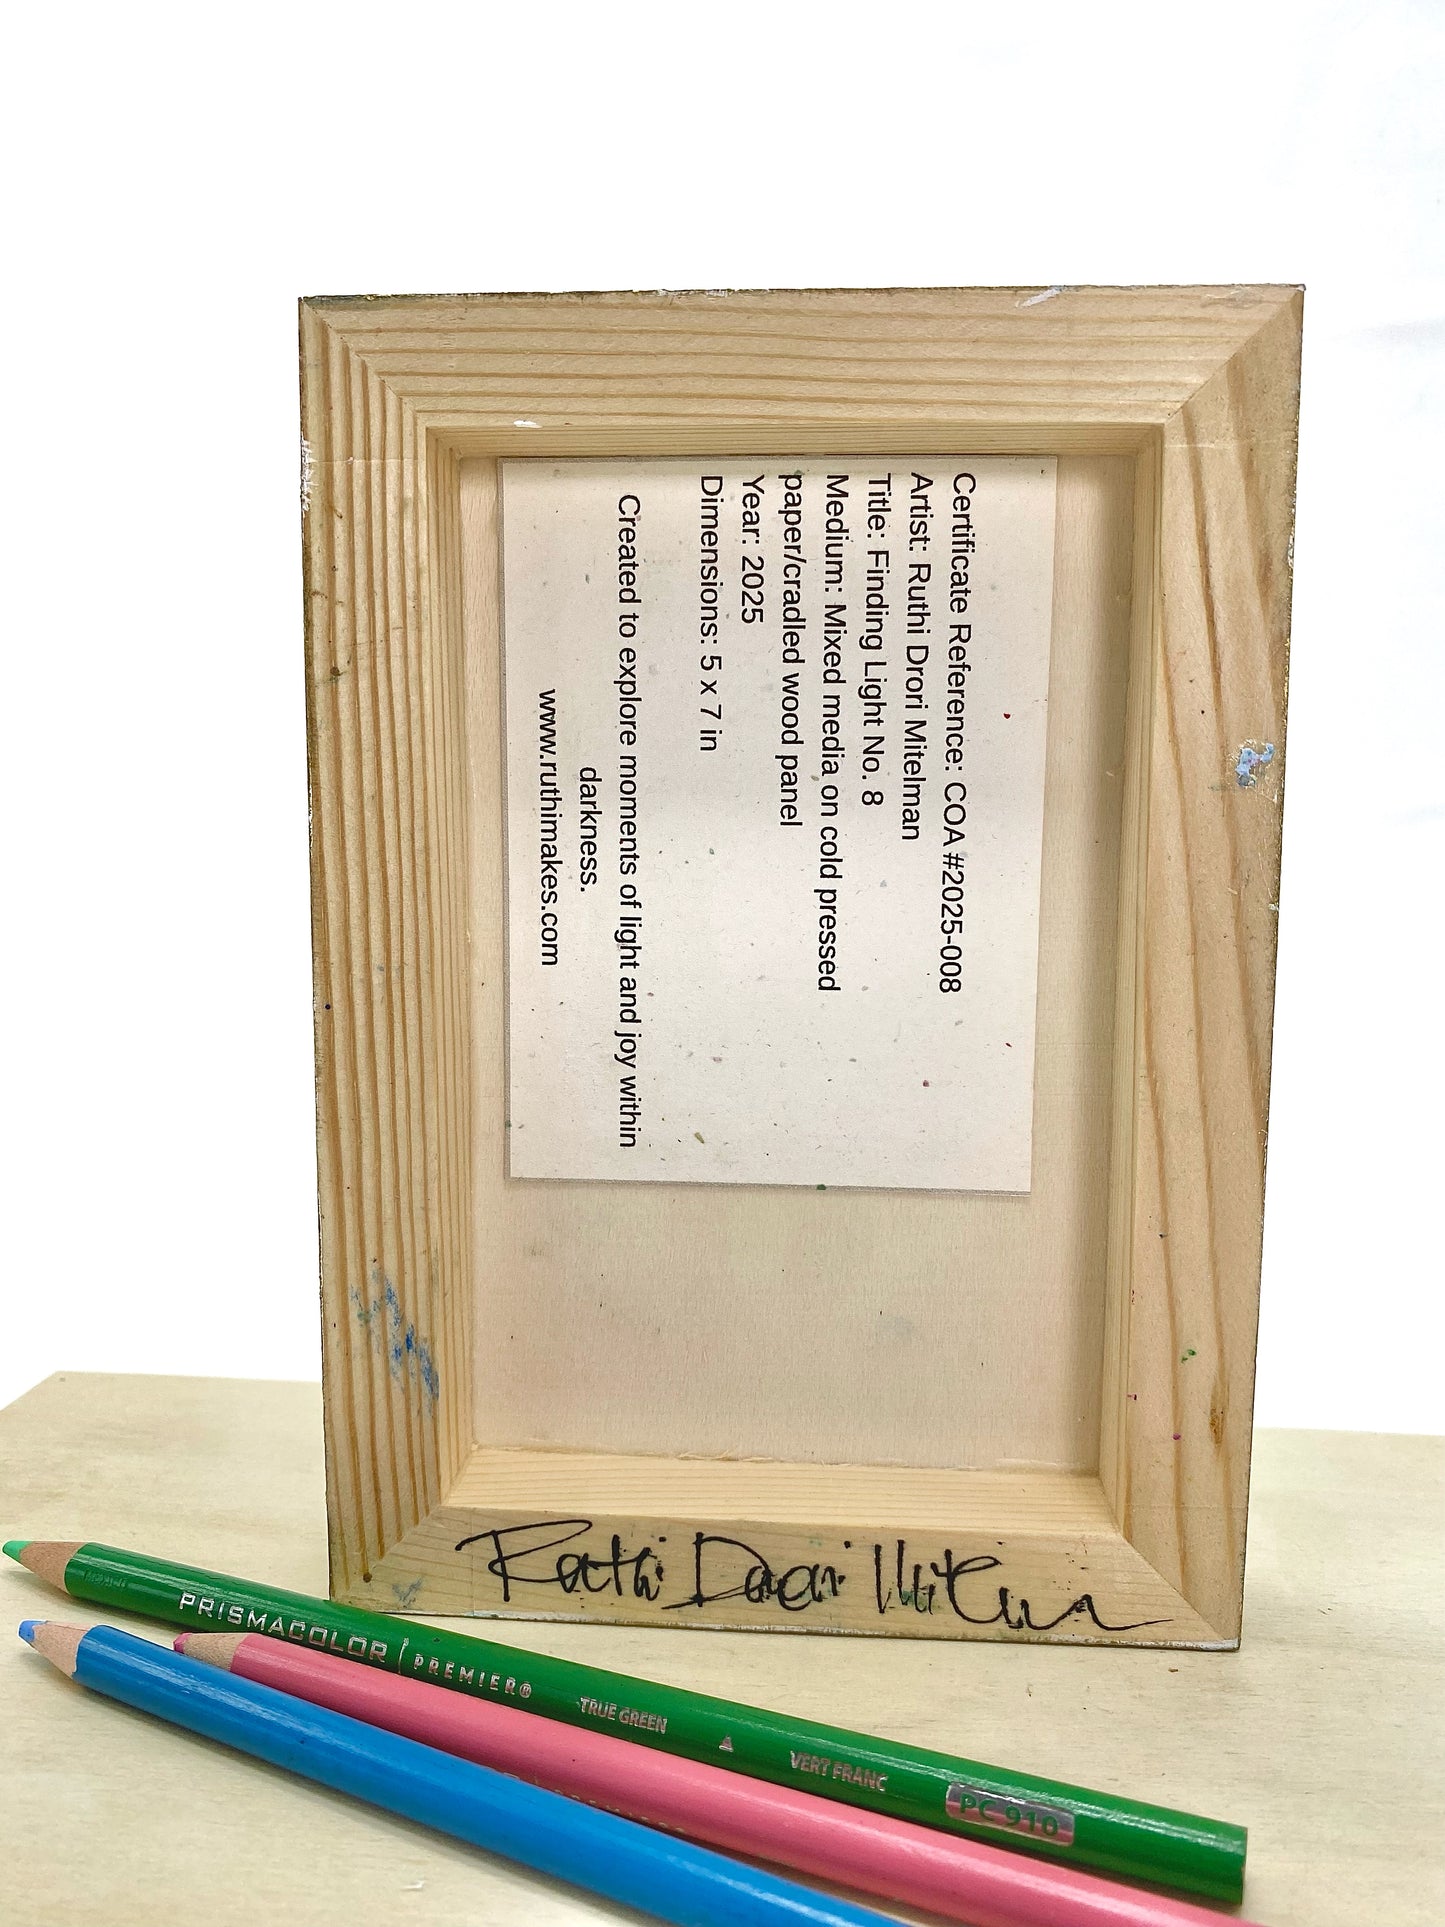 Certificate Reference: COA #2025-008
Artist: Ruthi Drori Mitelman
Title: Finding Light No. 8
Medium: Mixed media on cold pressed
paper/cradled wood panel
Year: 2025
Dimensions: 5 x 7 in
Created to explore moments of light and joy within
darkness.
www.ruthimakes.com
Ruthi Drori Mitelman
PRISMACOLOR PREMIER® TRUE GREEN VERT FRANC PC 910